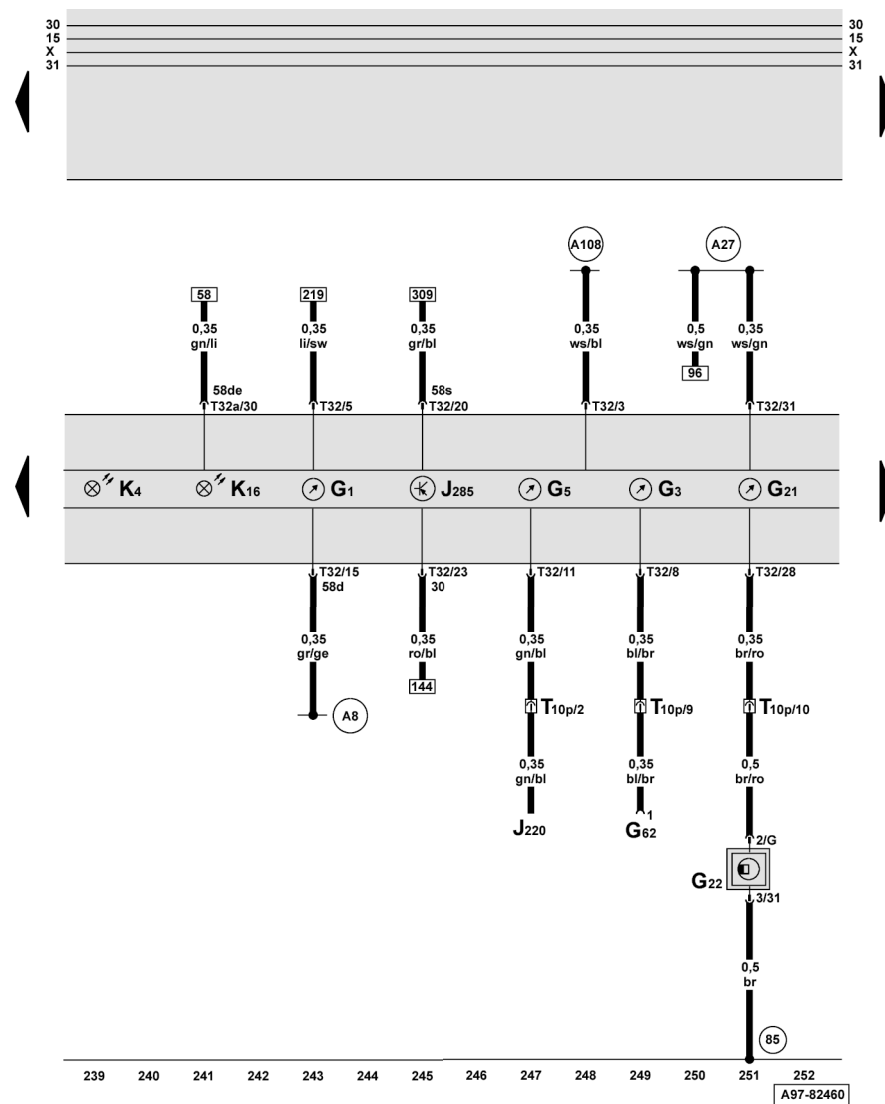 30 30
15 15
X X
31 31
A108 A27
58 219 309
0,35 0,35 0,35 0,35 0,5 0,35
gn/li li/sw gr/bl ws/bl ws/gn ws/gn
96
58de 58s
T32a/30 T32/5 T32/20 T32/3 T32/31
K4 K16 G1 J285 G5 G3 G21
T32/15 T32/23 T32/11 T32/8 T32/28
58d 30
0,35 0,35 0,35 0,35 0,35
gr/ge ro/bl gn/bl bl/br br/ro
144
A8 T10p/2 T10p/9 T10p/10
0,35 0,35 0,5
gn/bl bl/br br/ro
1
J220 G62
2/G
G22
3/31
0,5
br
85
239 240 241 242 243 244 245 246 247 248 249 250 251 252
A97-82460